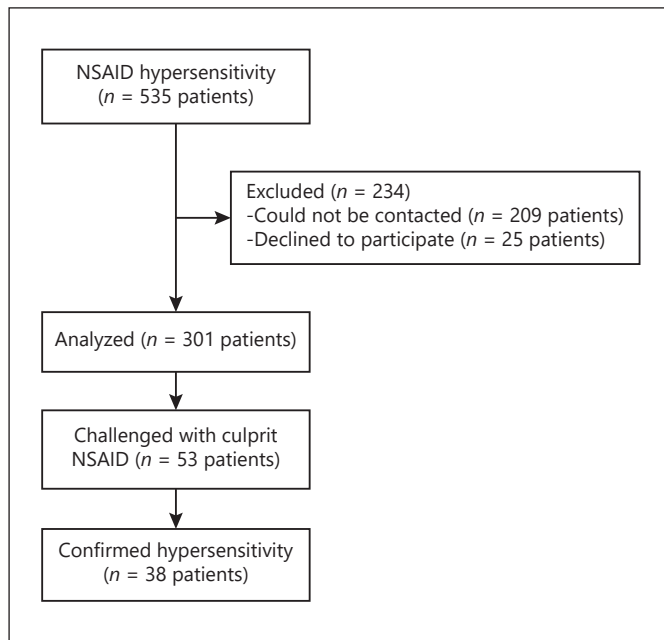 NSAID hypersensitivity
(n = 535 patients)
Excluded (n = 234)
-Could not be contacted (n = 209 patients)
-Declined to participate (n = 25 patients)
Analyzed (n = 301 patients)
Challenged with culprit
NSAID (n = 53 patients)
Confirmed hypersensitivity
(n = 38 patients)